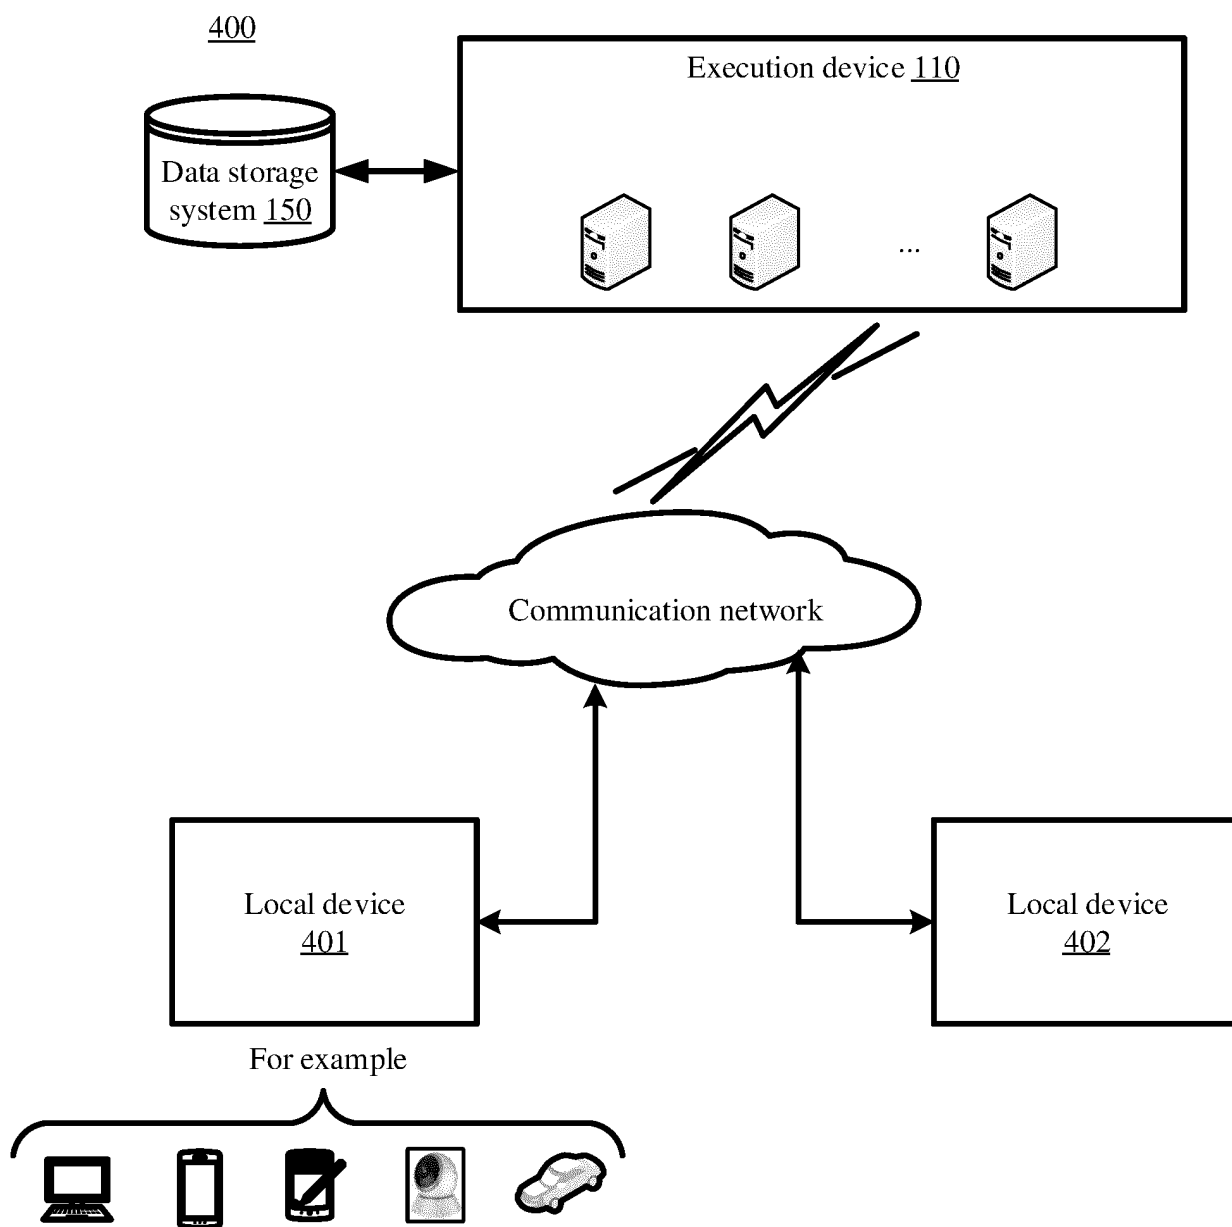 400
Execution device 110
Data storage
system 150
...
Communication network
Local device
401
Local device
402
For example